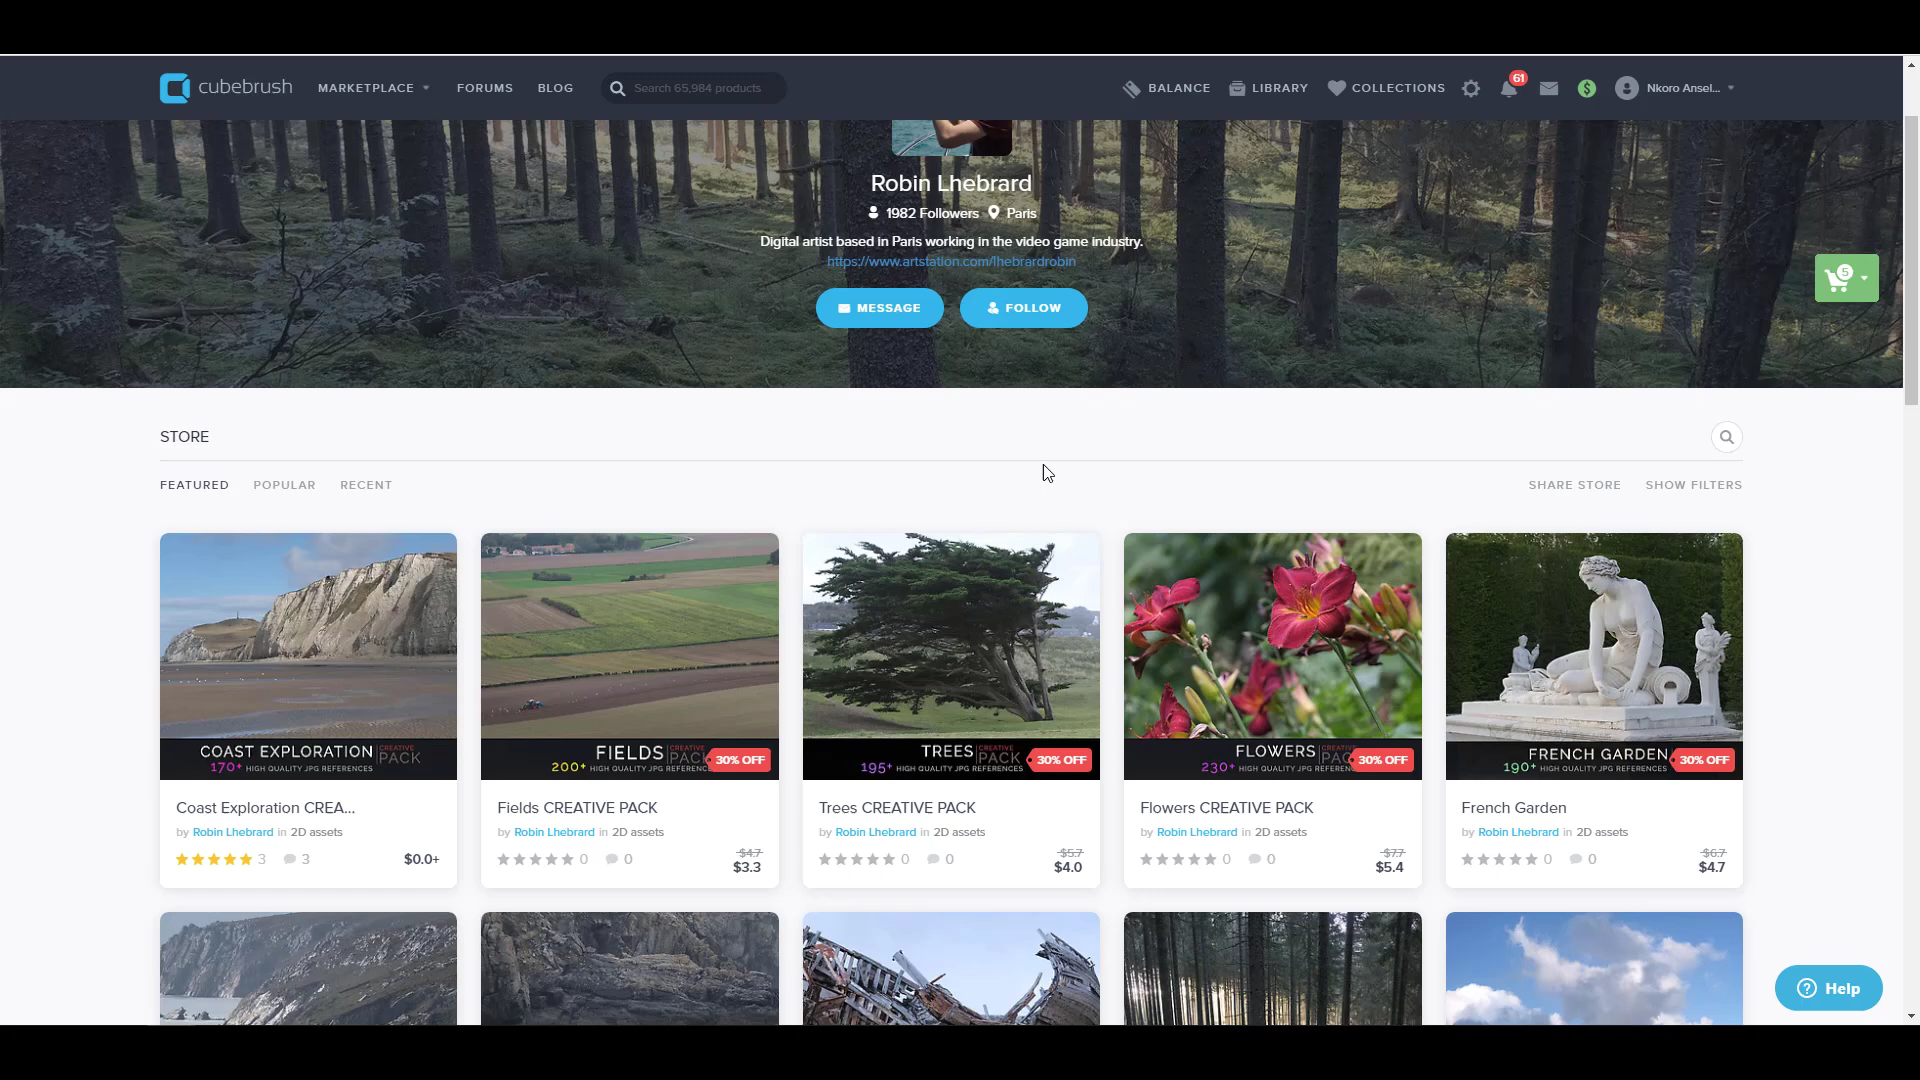 cubebrush
MARKETPLACE
FORUMS
BLOG
Search 65,984 products
BALANCE
LIBRARY
COLLECTIONS
61
Nkoro Ansel...
Robin Lhebrard
1982 Followers
Paris
Digital artist based in Paris working in the video game industry.
https://www.artstation.com/lhebrardrobin
MESSAGE
FOLLOW
5
STORE
FEATURED
POPULAR
RECENT
SHARE STORE
SHOW FILTERS
COAST EXPLORATION CREATIVE PACK
170+ HIGH QUALITY JPG REFERENCES
Coast Exploration CREA...
by Robin Lhebrard in 2D assets
3
3
$0.0+
FIELDS
200+ HIGH QUALITY JPG
30% OFF
Fields CREATIVE PACK
by Robin Lhebrard in 2D assets
0
0
$4.7
$3.3
TREES CREATIVE PACK
195+ HIGH QUALITY JPG REFERENCES
30% OFF
Trees CREATIVE PACK
by Robin Lhebrard in 2D assets
0
0
$5.7
$4.0
FLOWERS
230+ HIGH QUALITY JPG
30% OFF
Flowers CREATIVE PACK
by Robin Lhebrard in 2D assets
0
0
$7.7
$5.4
FRENCH GARDEN
190+ HIGH QUALITY JPG REFERENCES
30% OFF
French Garden
by Robin Lhebrard in 2D assets
0
0
$6.7
$4.7
Help